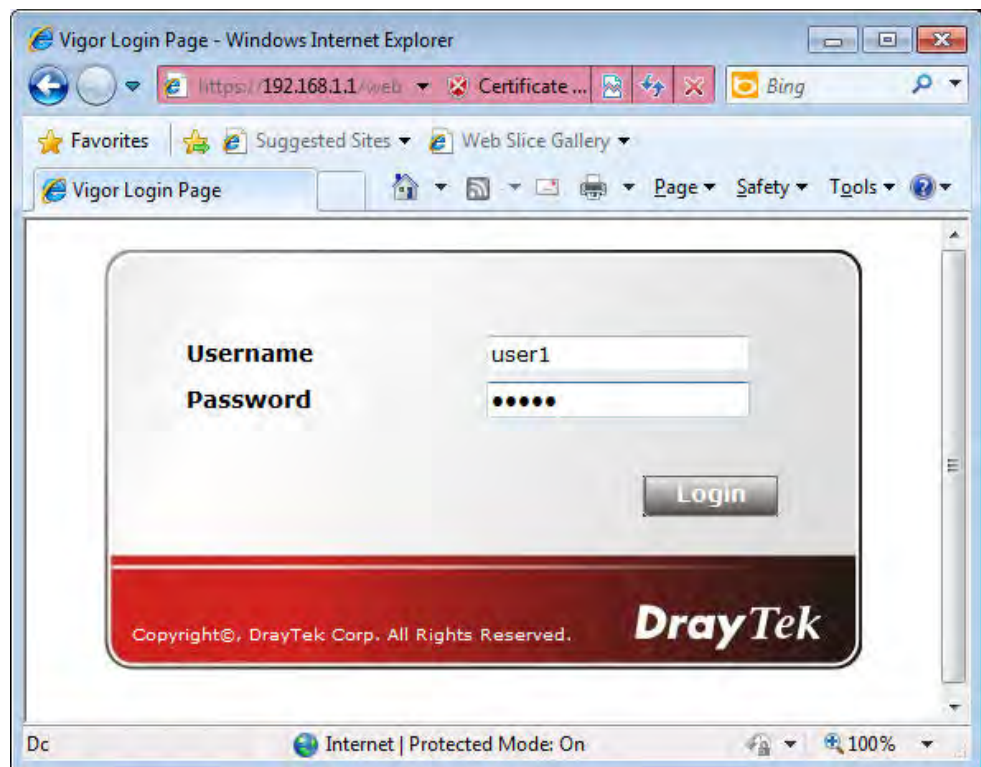 Vigor Login Page - Windows Internet Explorer
https://192.168.1.1/web Certificate ... Bing
Favorites Suggested Sites Web Slice Gallery
Vigor Login Page Page Safety Tools
Username user1
Password •••••
Login
Copyright©, DrayTek Corp. All Rights Reserved. DrayTek
Dc Internet | Protected Mode: On 100%